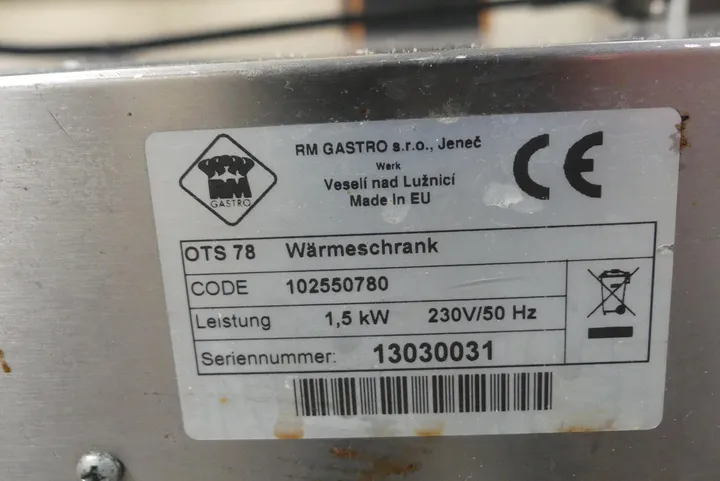 RM
GASTRO
RM GASTRO s.r.o., Jeneč
Werk
Veselí nad Lužnicí
Made In EU
CE
OTS 78 Wärmeschrank
CODE 102550780
Leistung 1,5 kW 230V/50 Hz
Seriennummer: 13030031